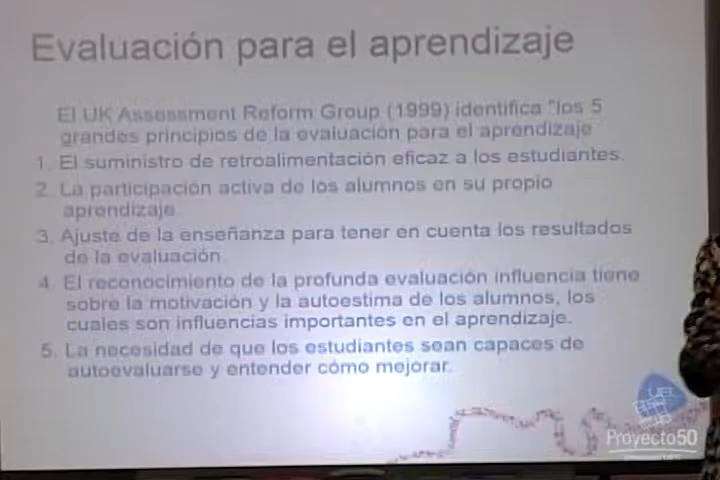 Evaluación para el aprendizaje
El UK Assessment Reform Group (1999) identifica "los 5
grandes principios de la evaluación para el aprendizaje
1. El suministro de retroalimentación eficaz a los estudiantes.
2. La participación activa de los alumnos en su propio
aprendizaje.
3. Ajuste de la enseñanza para tener en cuenta los resultados
de la evaluación.
4. El reconocimiento de la profunda evaluación influencia tiene
sobre la motivación y la autoestima de los alumnos, los
cuales son influencias importantes en el aprendizaje.
5. La necesidad de que los estudiantes sean capaces de
autoevaluarse y entender cómo mejorar.
Proyecto50